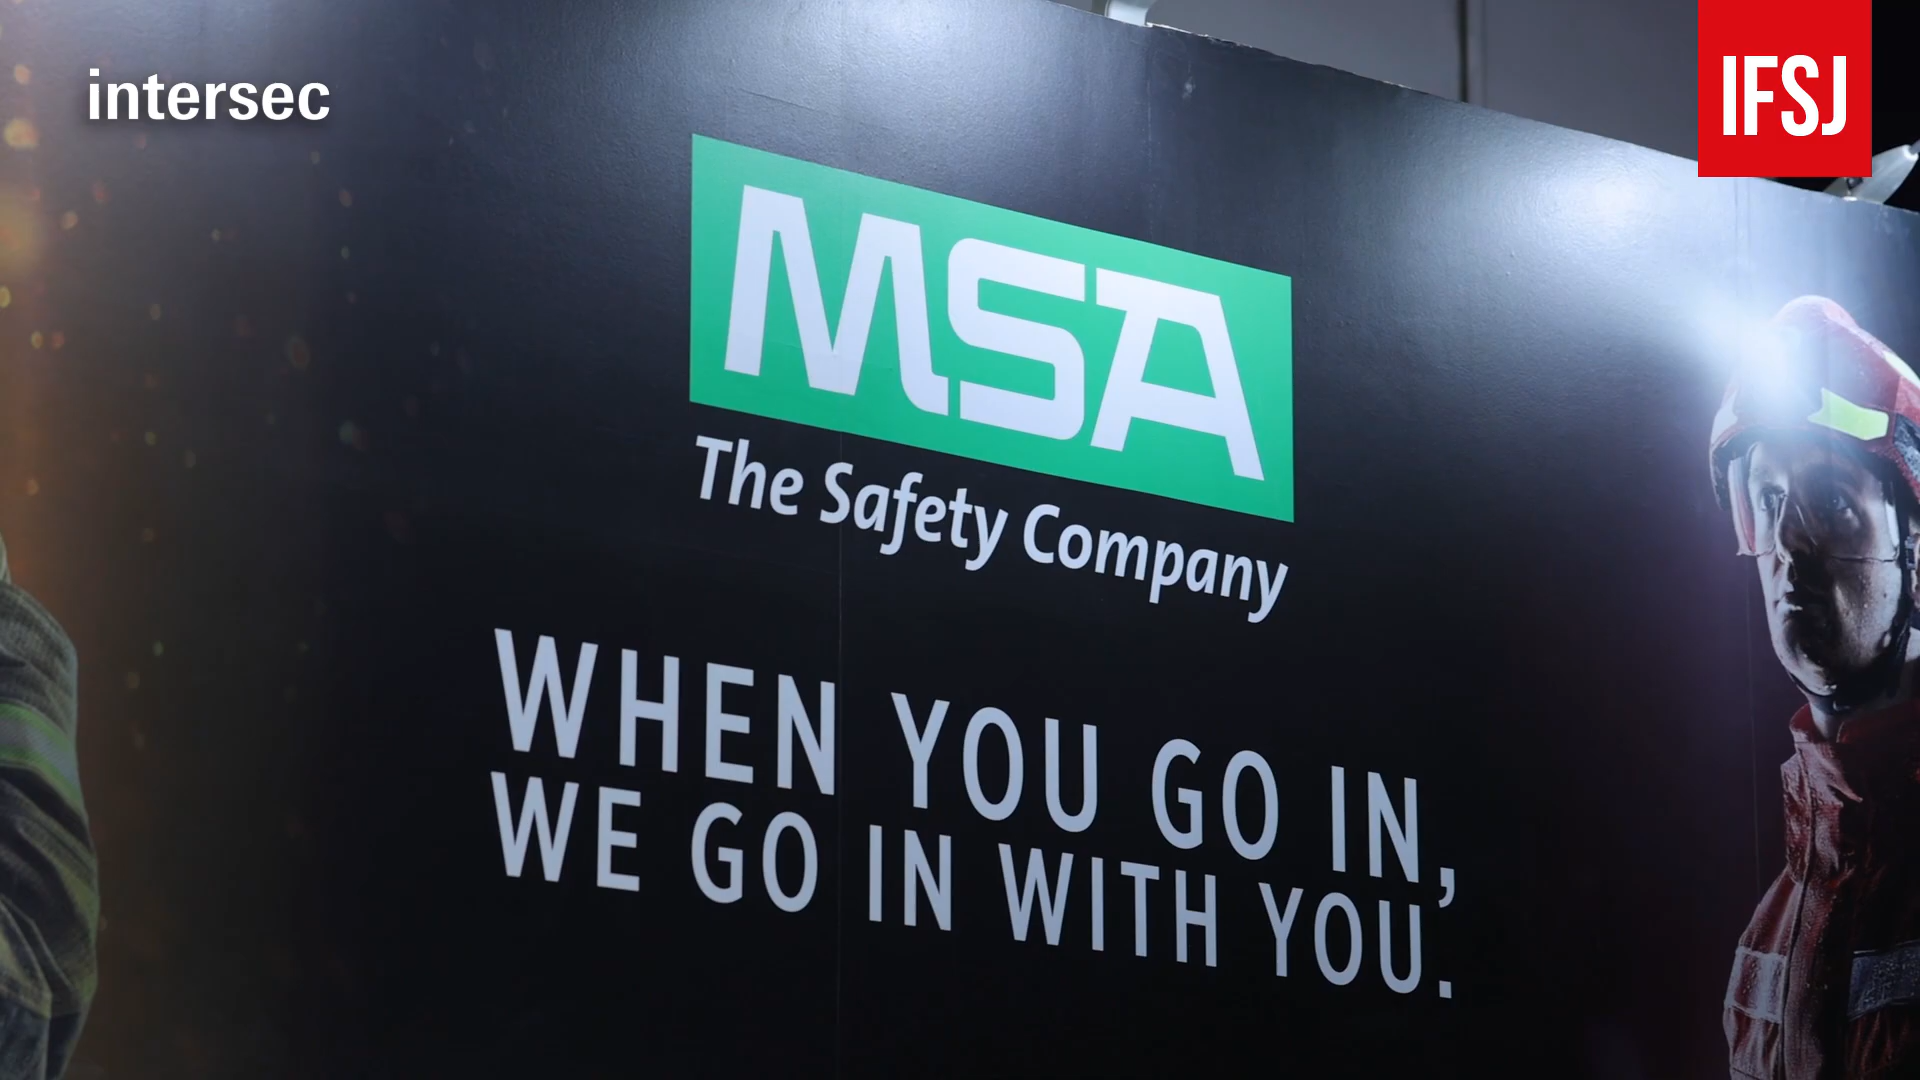 intersec
IFSJ
MSA
The Safety Company
WHEN YOU GO IN,
WE GO IN WITH YOU.